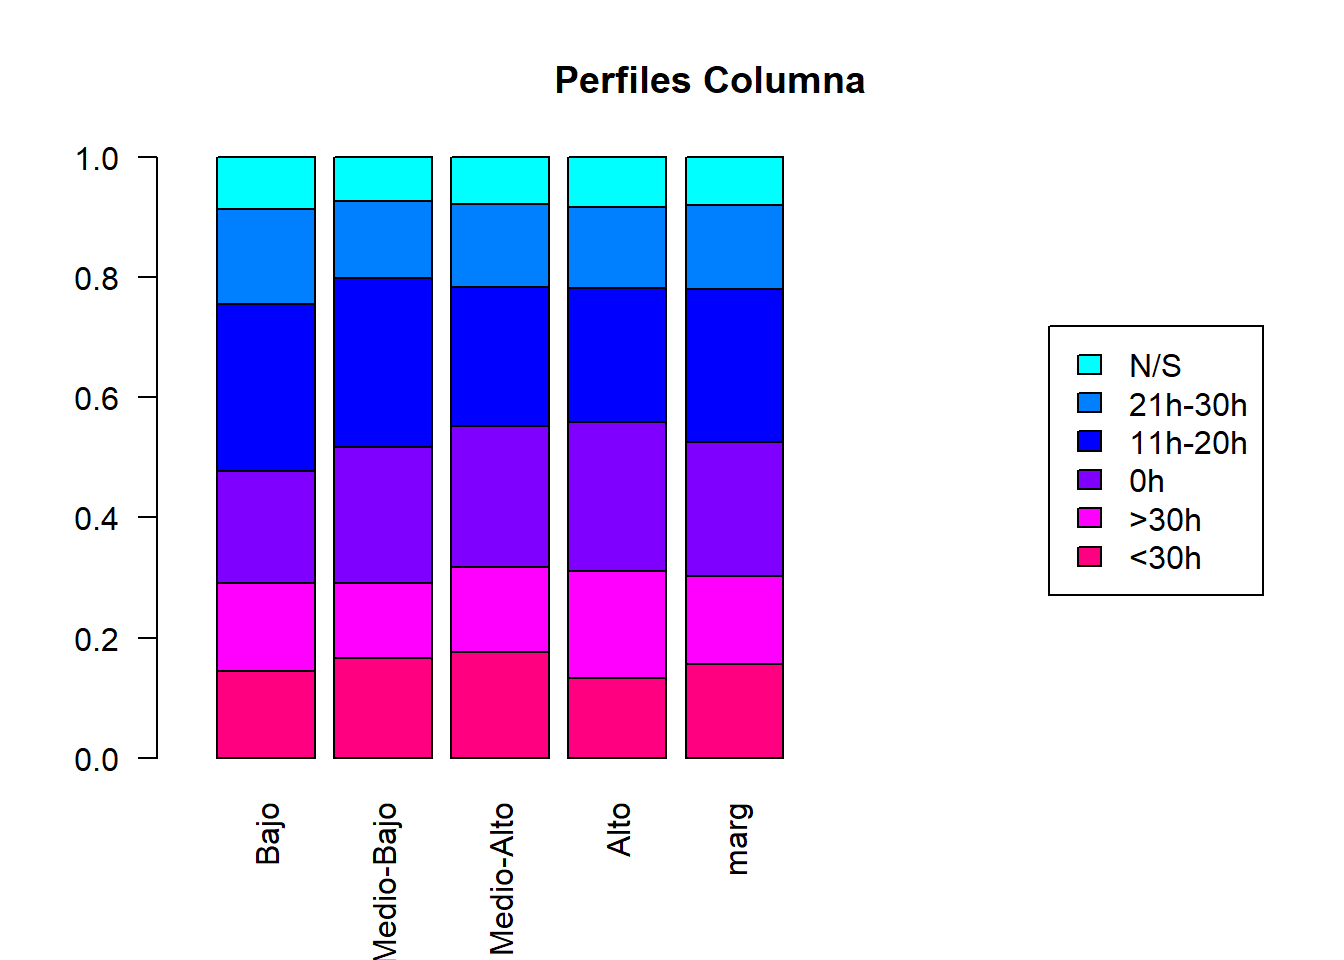 Perfiles Columna
1.0
0.8
0.6
0.4
0.2
0.0
Bajo
Medio-Bajo
Medio-Alto
Alto
marg
N/S
21h-30h
11h-20h
0h
>30h
<30h